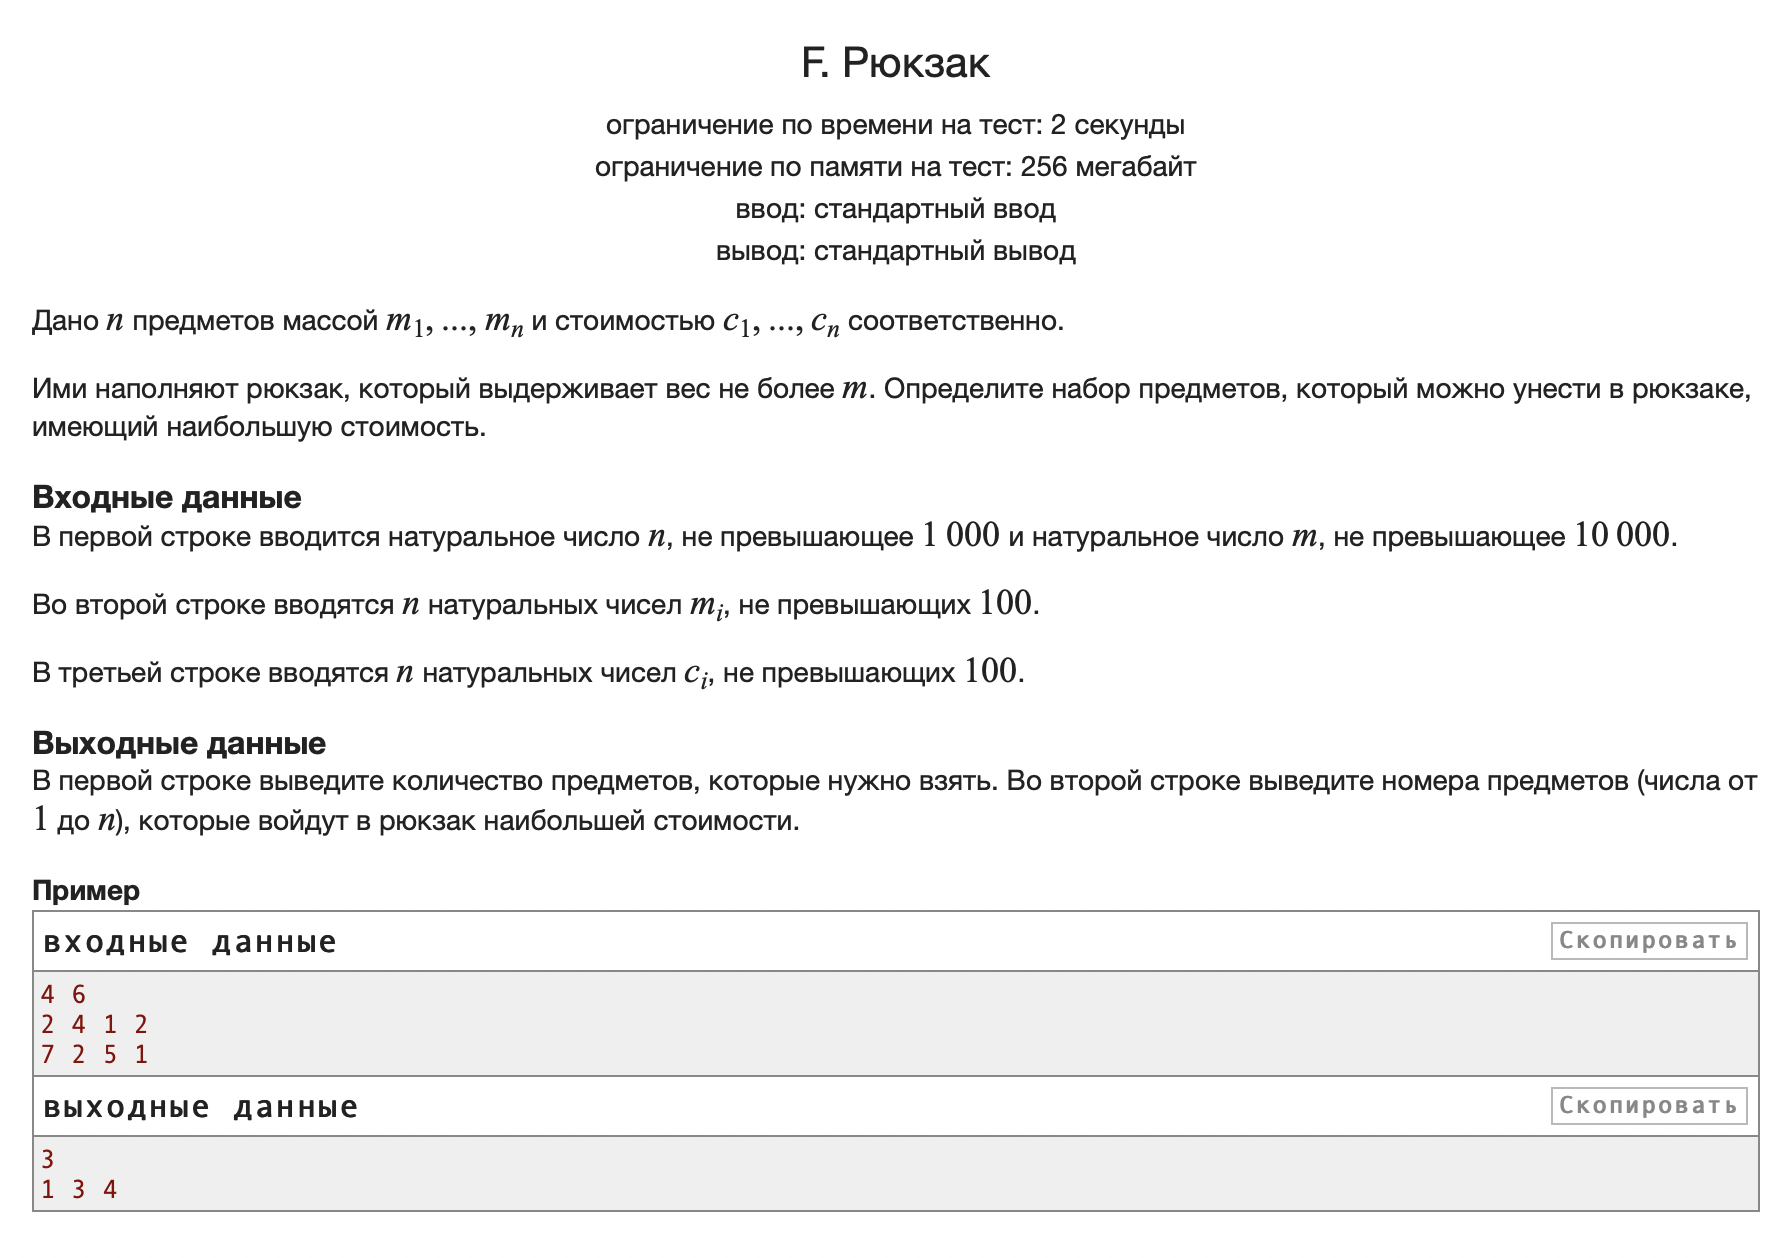 F. Рюкзак
ограничение по времени на тест: 2 секунды
ограничение по памяти на тест: 256 мегабайт
ввод: стандартный ввод
вывод: стандартный вывод
Дано n предметов массой m₁, ..., mₙ и стоимостью c₁, ..., cₙ соответственно.
Ими наполняют рюкзак, который выдерживает вес не более m. Определите набор предметов, который можно унести в рюкзаке,
имеющий наибольшую стоимость.
Входные данные
В первой строке вводится натуральное число n, не превышающее 1 000 и натуральное число m, не превышающее 10 000.
Во второй строке вводятся n натуральных чисел mᵢ, не превышающих 100.
В третьей строке вводятся n натуральных чисел cᵢ, не превышающих 100.
Выходные данные
В первой строке выведите количество предметов, которые нужно взять. Во второй строке выведите номера предметов (числа от
1 до n), которые войдут в рюкзак наибольшей стоимости.
Пример
входные данные
Скопировать
4 6
2 4 1 2
7 2 5 1
выходные данные
Скопировать
3
1 3 4